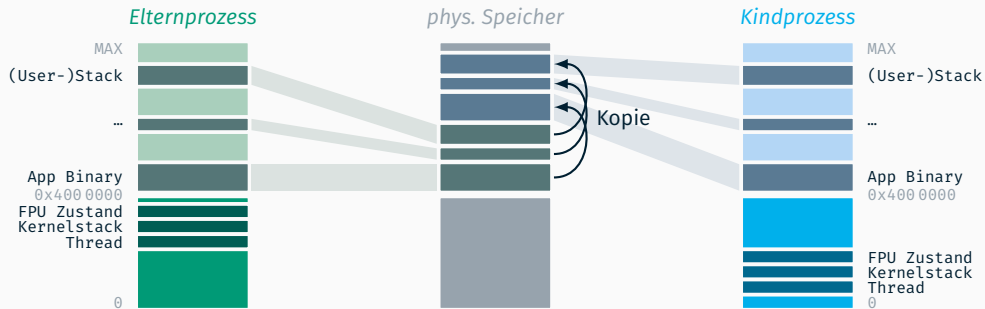 Elternprozess
phys. Speicher
Kindprozess
MAX
(User-)Stack
…
App Binary
0x400 0000
FPU Zustand
Kernelstack
Thread
0
Kopie
MAX
(User-)Stack
…
App Binary
0x400 0000
FPU Zustand
Kernelstack
Thread
0